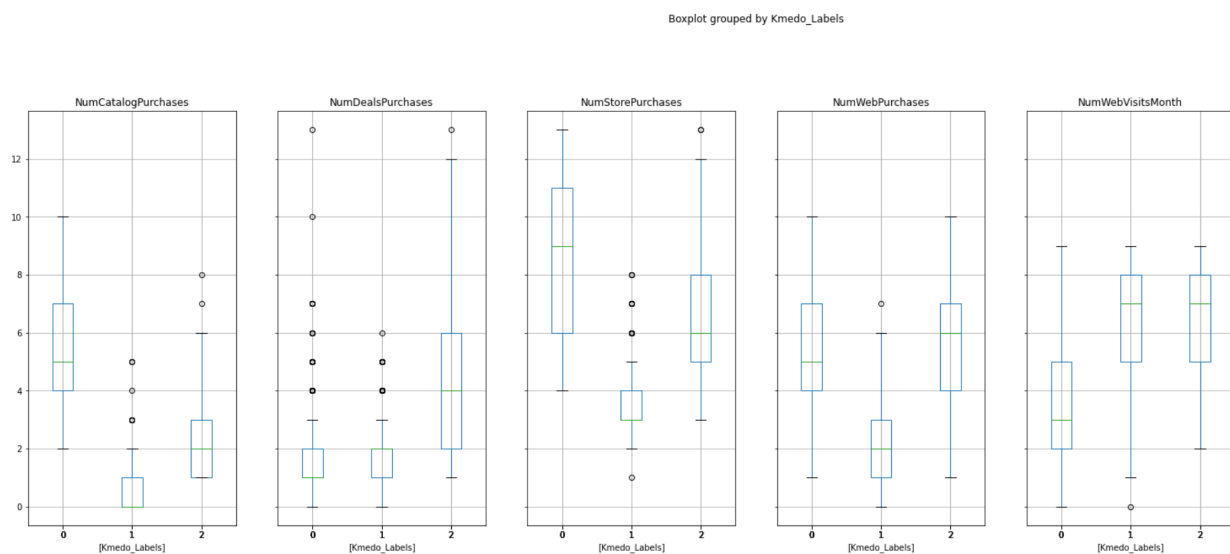 Boxplot grouped by Kmedo_Labels
NumCatalogPurchases
NumDealsPurchases
NumStorePurchases
NumWebPurchases
NumWebVisitsMonth
12
10
8
6
4
2
0
0 1 2
[Kmedo_Labels]
0 1 2
[Kmedo_Labels]
0 1 2
[Kmedo_Labels]
0 1 2
[Kmedo_Labels]
0 1 2
[Kmedo_Labels]